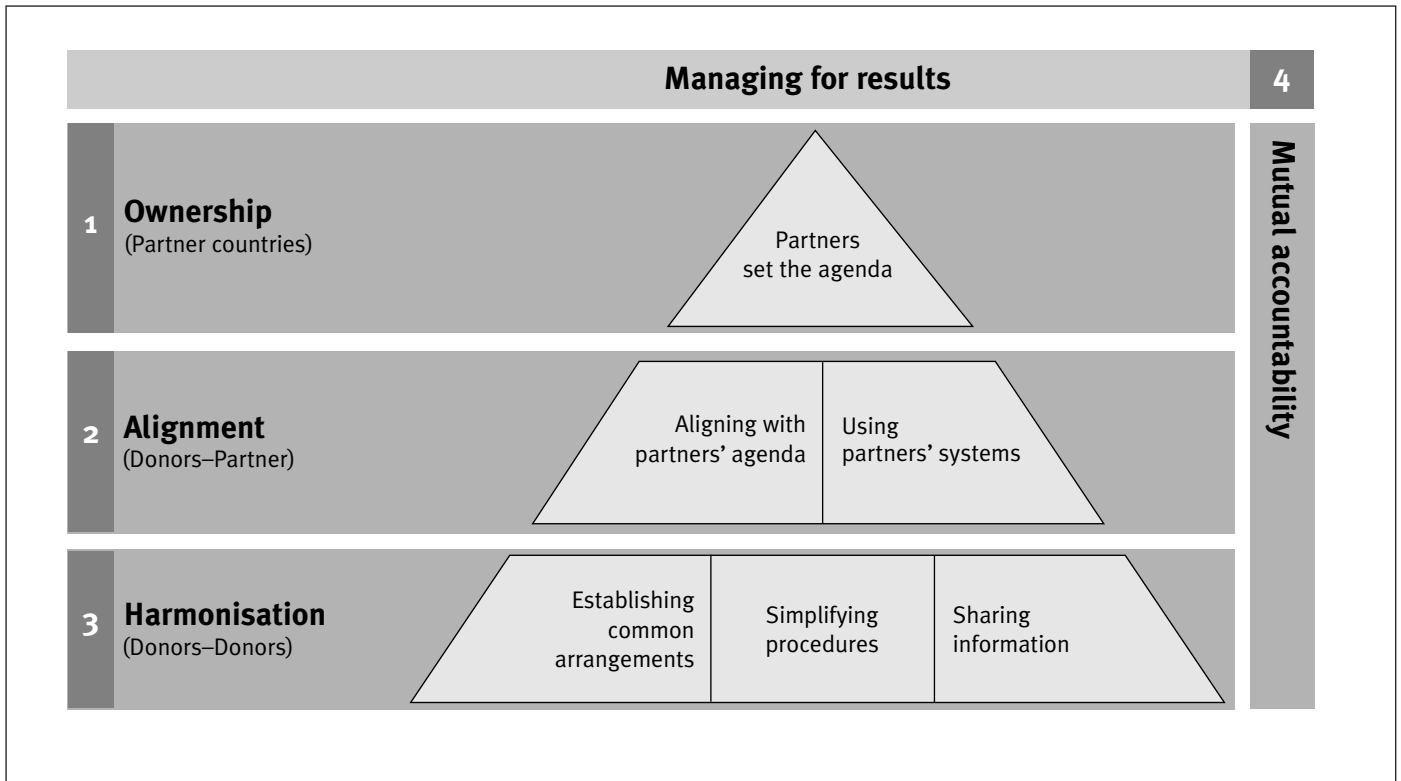 Managing for results
4
1
Ownership
(Partner countries)
Partners
set the agenda
2
Alignment
(Donors–Partner)
Aligning with
partners’ agenda
Using
partners’ systems
3
Harmonisation
(Donors–Donors)
Establishing
common
arrangements
Simplifying
procedures
Sharing
information
Mutual accountability